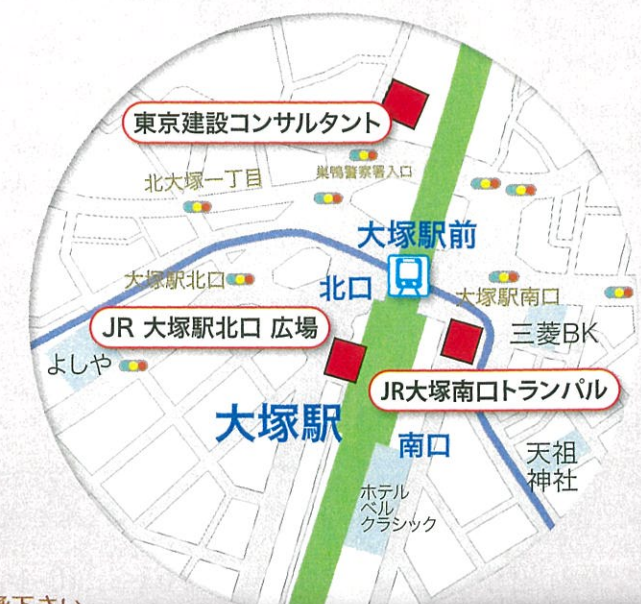 東京建設コンサルタント
巣鴨警察署入口
北大塚一丁目
大塚駅前
大塚駅北口
北口
大塚駅南口
JR 大塚駅北口 広場
三菱BK
よしや
JR大塚南口トランパル
大塚駅
南口
天祖
神社
ホテル
ベル
クラシック
承下さい